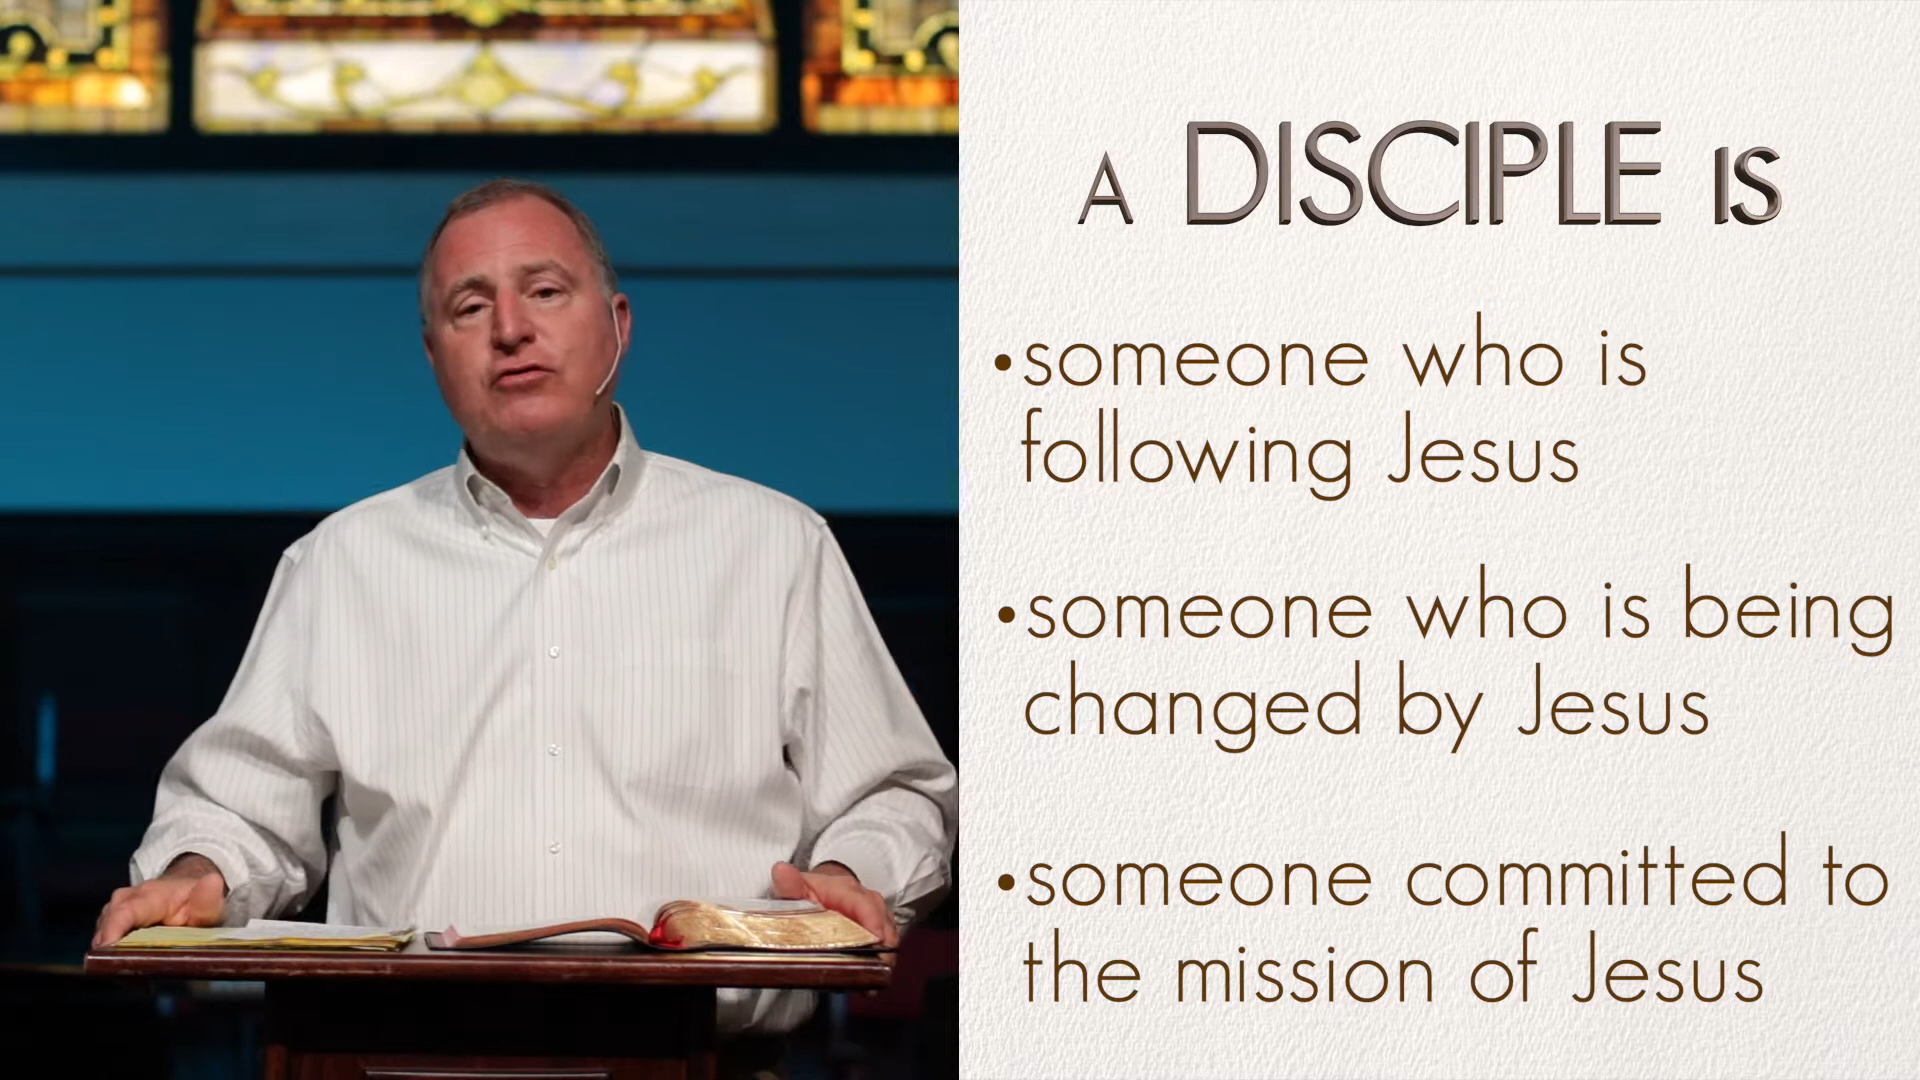 A DISCIPLE IS
•someone who is
following Jesus
•someone who is being
changed by Jesus
•someone committed to
the mission of Jesus